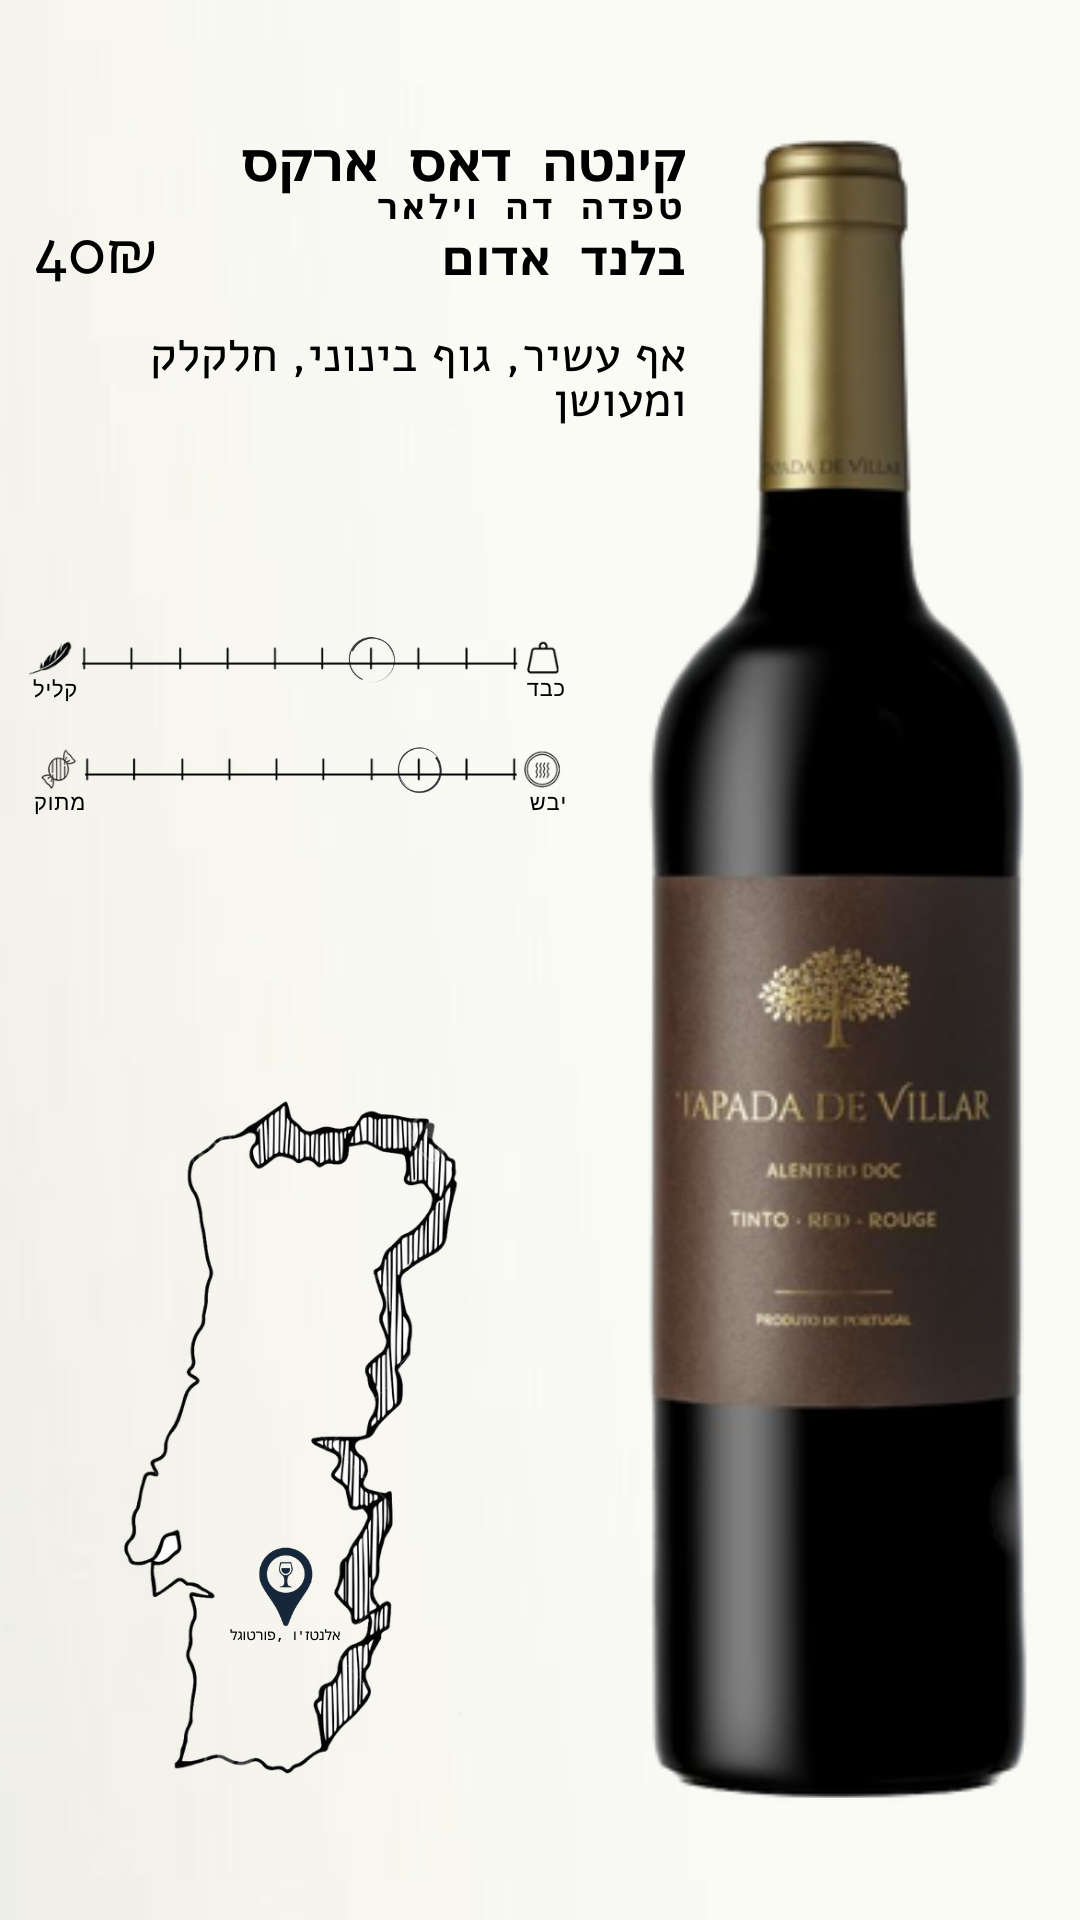 קינטה דאס ארקס
טפדה דה וילאר
בלנד אדום
40₪
אף עשיר, גוף בינוני, חלקלק
ומעושן
כבד
קליל
יבש
מתוק
אלנטז'ו, פורטוגל
TAPADA DE VILLAR
TAPADA DE VILLAR
ALENTEJO DOC
TINTO · RED · ROUGE
PRODUTO DE PORTUGAL